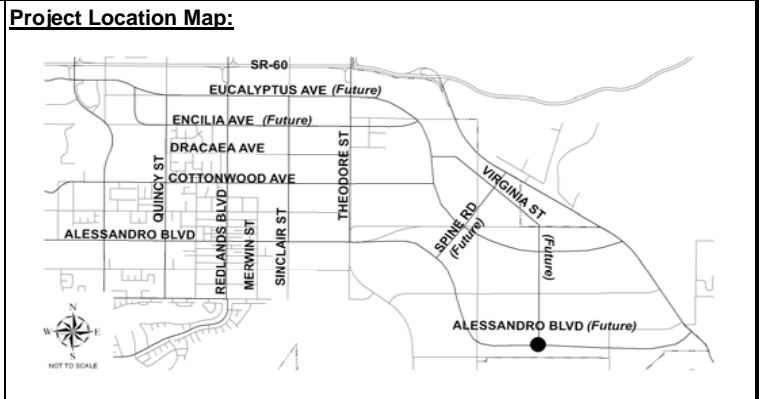 Project Location Map:
SR-60
EUCALYPTUS AVE (Future)
ENCILIA AVE (Future)
DRACAEA AVE
COTTONWOOD AVE
ALESSANDRO BLVD
QUINCY ST
REDLANDS BLVD
MERWIN ST
SINCLAIR ST
THEODORE ST
VIRGINIA ST
(Future)
SPINE RD
(Future)
ALESSANDRO BLVD (Future)
N
W
E
S
NOT TO SCALE